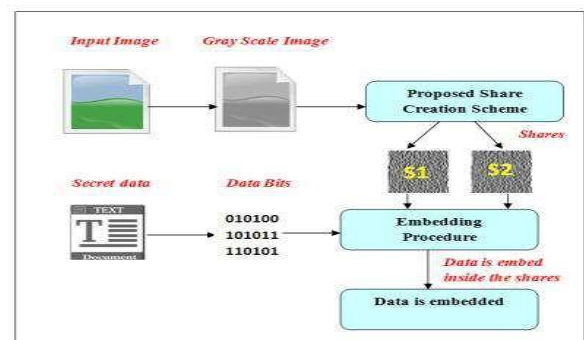 Input Image
Gray Scale Image
Proposed Share
Creation Scheme
Shares
S1
S2
Secret data
Data Bits
TEXT
T
Document
010100
101011
110101
Embedding
Procedure
Data is embed
inside the shares
Data is embedded